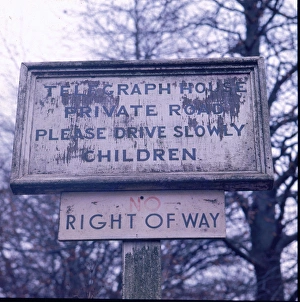 TELEGRAPH HOUSE
PRIVATE ROAD
PLEASE DRIVE SLOWLY
CHILDREN.
NO
RIGHT OF WAY